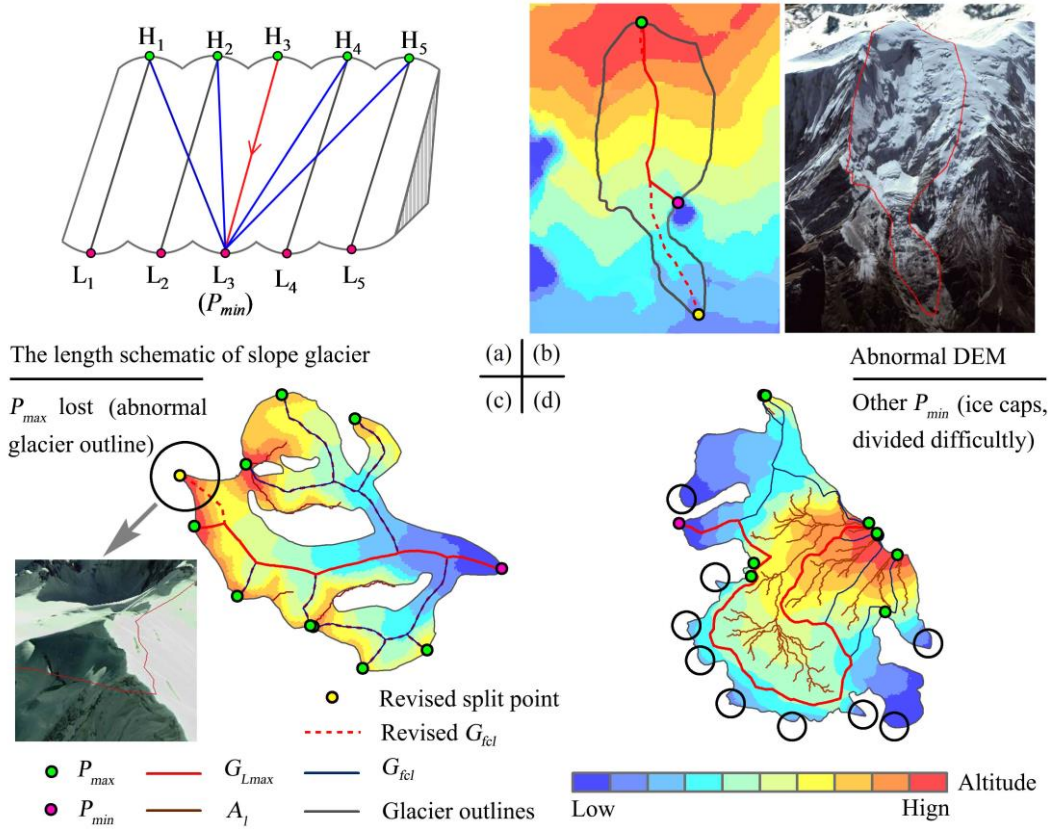 H1 H2 H3 H4 H5
L1 L2 L3 L4 L5
(Pmin)
The length schematic of slope glacier
(a) (b)
(c) (d)
Abnormal DEM
Pmax lost (abnormal
glacier outline)
Other Pmin (ice caps,
divided difficultly)
Revised split point
Revised Gfcl
Pmax GLmax Gfcl
Pmin Al Glacier outlines
Altitude
Low Hign